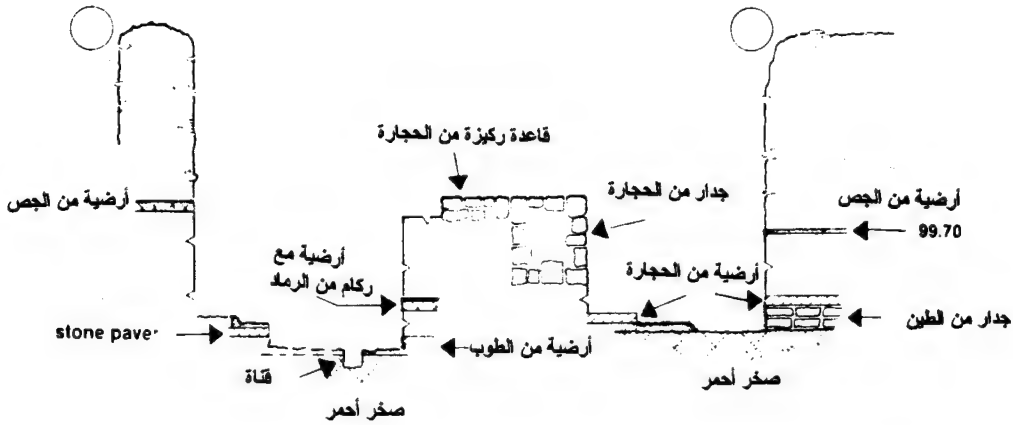 قاعدة ركيزة من الحجارة
جدار من الحجارة
أرضية من الجص
أرضية من الجص
99.70
أرضية مع
ركام من الرماد
أرضية من الحجارة
جدار من الطين
stone paver
أرضية من الطوب
قناة
صخر أحمر
صخر أحمر